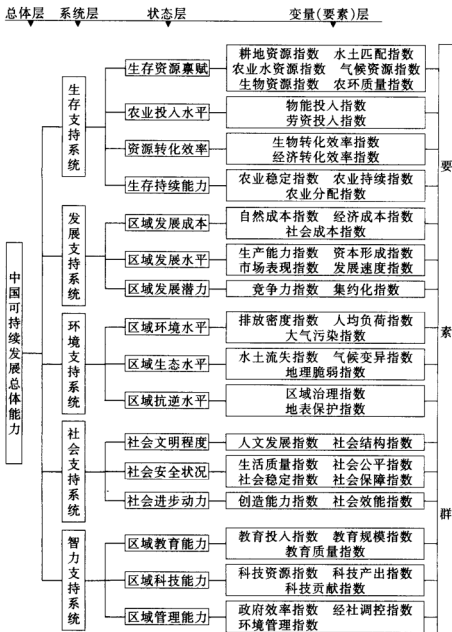 总体层 系统层 状态层 变量(要素)层
中国可持续发展总体能力
生存支持系统
生存资源禀赋
耕地资源指数 水土匹配指数
农业水资源指数 气候资源指数
生物资源指数 农环质量指数
农业投入水平
物能投入指数
劳资投入指数
资源转化效率
生物转化效率指数
经济转化效率指数
生存持续能力
农业稳定指数 农业持续指数
农业分配指数
发展支持系统
区域发展成本
自然成本指数 经济成本指数
社会成本指数
区域发展水平
生产能力指数 资本形成指数
市场表现指数 发展速度指数
区域发展潜力
竞争力指数 集约化指数
环境支持系统
区域环境水平
排放密度指数 人均负荷指数
大气污染指数
区域生态水平
水土流失指数 气候变异指数
地理脆弱指数
区域抗逆水平
区域治理指数
地表保护指数
社会支持系统
社会文明程度
人文发展指数 社会结构指数
社会安全状况
生活质量指数 社会公平指数
社会稳定指数 社会保障指数
社会进步动力
创造能力指数 社会效能指数
智力支持系统
区域教育能力
教育投入指数 教育规模指数
教育质量指数
区域科技能力
科技资源指数 科技产出指数
科技贡献指数
区域管理能力
政府效率指数 经社调控指数
环境管理指数
要素群